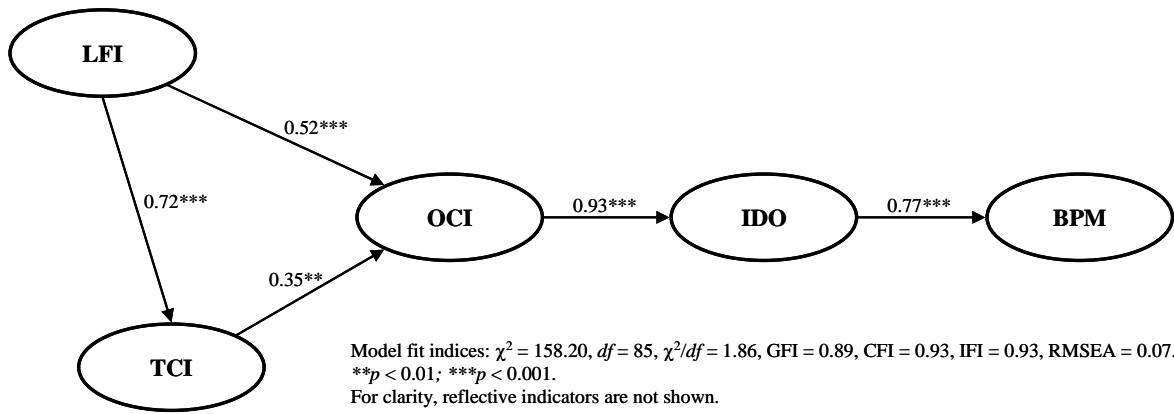 LFI
0.52***
0.72***
OCI
0.93***
IDO
0.77***
BPM
0.35**
TCI
Model fit indices: χ² = 158.20, df = 85, χ²/df = 1.86, GFI = 0.89, CFI = 0.93, IFI = 0.93, RMSEA = 0.07.
**p < 0.01; ***p < 0.001.
For clarity, reflective indicators are not shown.